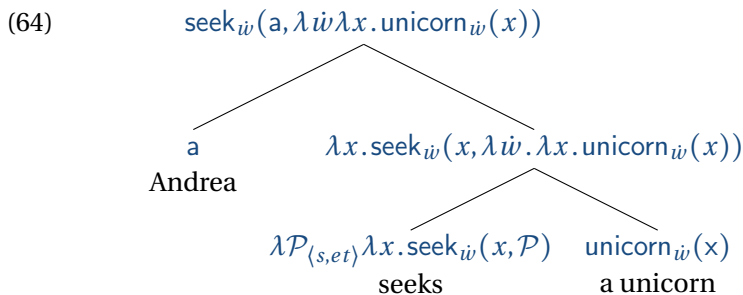 (64) seek_ẇ(a, λẇλx.unicorn_ẇ(x))
a λx.seek_ẇ(x, λẇ.λx.unicorn_ẇ(x))
Andrea
λ𝒫_⟨s,et⟩λx.seek_ẇ(x, 𝒫) unicorn_ẇ(x)
seeks a unicorn